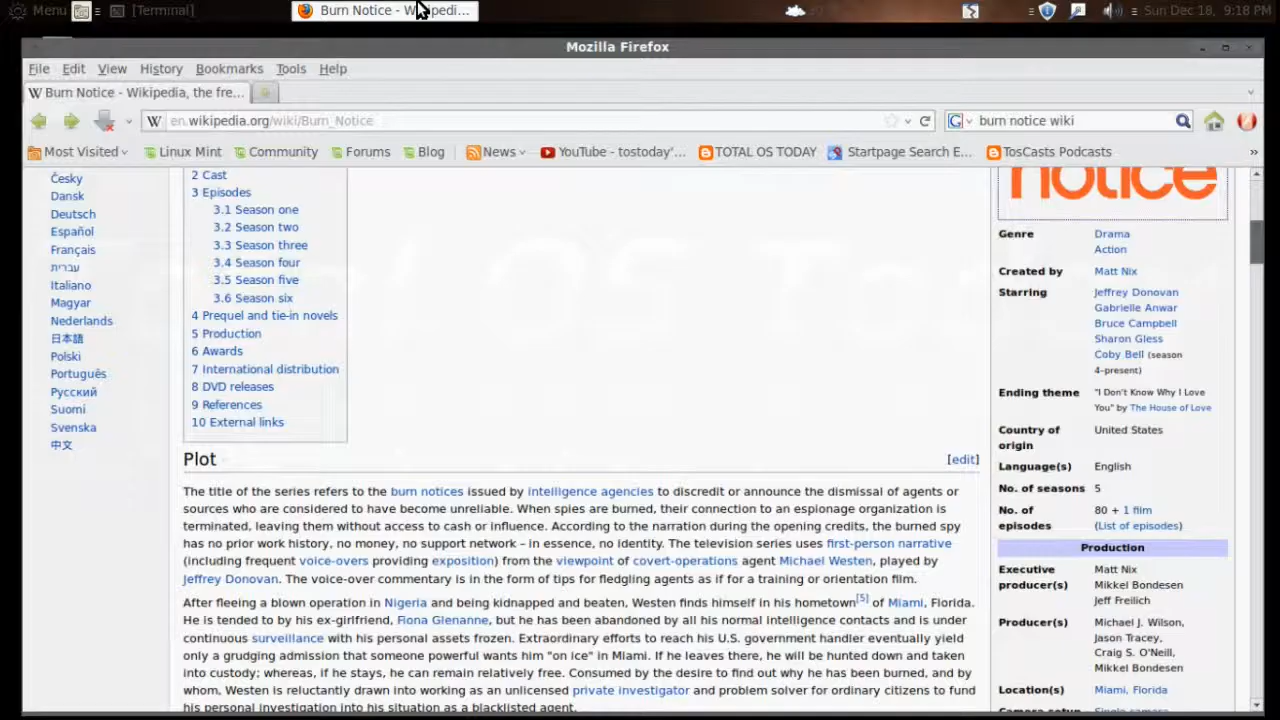 Menu [Terminal] Burn Notice - Wikipedi... Sun Dec 18, 9:18 PM
Mozilla Firefox
File Edit View History Bookmarks Tools Help
W Burn Notice - Wikipedia, the fre...
W en.wikipedia.org/wiki/Burn_Notice burn notice wiki
Most Visited Linux Mint Community Forums Blog News YouTube - tostoday'... TOTAL OS TODAY Startpage Search E... TosCasts Podcasts »
Česky
Dansk
Deutsch
Español
Français
עברית
Italiano
Magyar
Nederlands
日本語
Polski
Português
Русский
Suomi
Svenska
中文
2 Cast
3 Episodes
3.1 Season one
3.2 Season two
3.3 Season three
3.4 Season four
3.5 Season five
3.6 Season six
4 Prequel and tie-in novels
5 Production
6 Awards
7 International distribution
8 DVD releases
9 References
10 External links
Plot [edit]
The title of the series refers to the burn notices issued by intelligence agencies to discredit or announce the dismissal of agents or
sources who are considered to have become unreliable. When spies are burned, their connection to an espionage organization is
terminated, leaving them without access to cash or influence. According to the narration during the opening credits, the burned spy
has no prior work history, no money, no support network – in essence, no identity. The television series uses first-person narrative
(including frequent voice-overs providing exposition) from the viewpoint of covert-operations agent Michael Westen, played by
Jeffrey Donovan. The voice-over commentary is in the form of tips for fledgling agents as if for a training or orientation film.
After fleeing a blown operation in Nigeria and being kidnapped and beaten, Westen finds himself in his hometown[5] of Miami, Florida.
He is tended to by his ex-girlfriend, Fiona Glenanne, but he has been abandoned by all his normal intelligence contacts and is under
continuous surveillance with his personal assets frozen. Extraordinary efforts to reach his U.S. government handler eventually yield
only a grudging admission that someone powerful wants him "on ice" in Miami. If he leaves there, he will be hunted down and taken
into custody; whereas, if he stays, he can remain relatively free. Consumed by the desire to find out why he has been burned, and by
whom, Westen is reluctantly drawn into working as an unlicensed private investigator and problem solver for ordinary citizens to fund
his personal investigation into his situation as a blacklisted agent.
notice
Genre Drama
Action
Created by Matt Nix
Starring Jeffrey Donovan
Gabrielle Anwar
Bruce Campbell
Sharon Gless
Coby Bell (season
4–present)
Ending theme "I Don't Know Why I Love
You" by The House of Love
Country of United States
origin
Language(s) English
No. of seasons 5
No. of 80 + 1 film
episodes (List of episodes)
Production
Executive Matt Nix
producer(s) Mikkel Bondesen
Jeff Freilich
Producer(s) Michael J. Wilson,
Jason Tracey,
Craig S. O'Neill,
Mikkel Bondesen
Location(s) Miami, Florida
Camera setup Single-camera